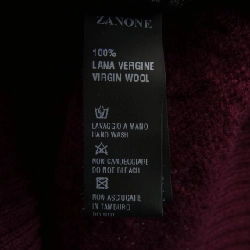 ZANONE
100%
LANA VERGINE
VIRGIN WOOL
LAVAGGIO A MANO
HAND WASH
NON CANDEGGIARE
DO NOT BLEACH
NON ASCIUGARE
IN TAMBURO